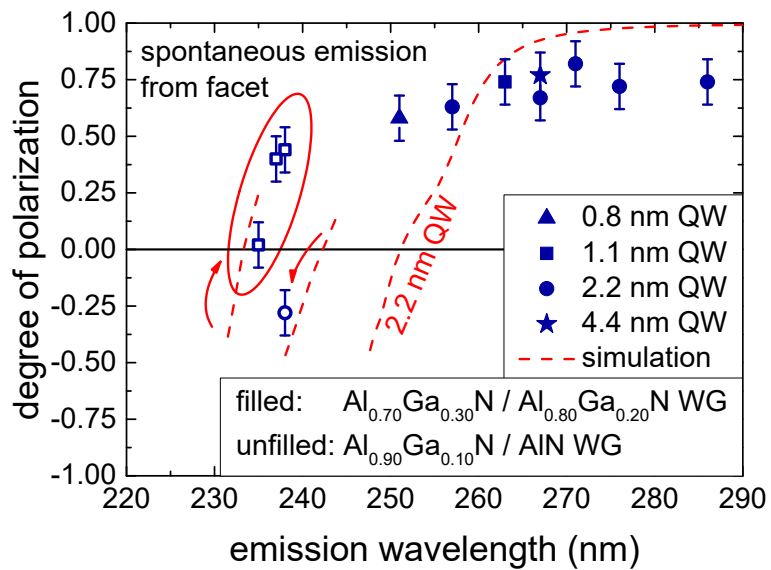 1.00
0.75
0.50
0.25
0.00
-0.25
-0.50
-0.75
-1.00
degree of polarization
spontaneous emission
from facet
2.2 nm QW
0.8 nm QW
1.1 nm QW
2.2 nm QW
4.4 nm QW
simulation
filled: Al0.70Ga0.30N / Al0.80Ga0.20N WG
unfilled: Al0.90Ga0.10N / AlN WG
220 230 240 250 260 270 280 290
emission wavelength (nm)